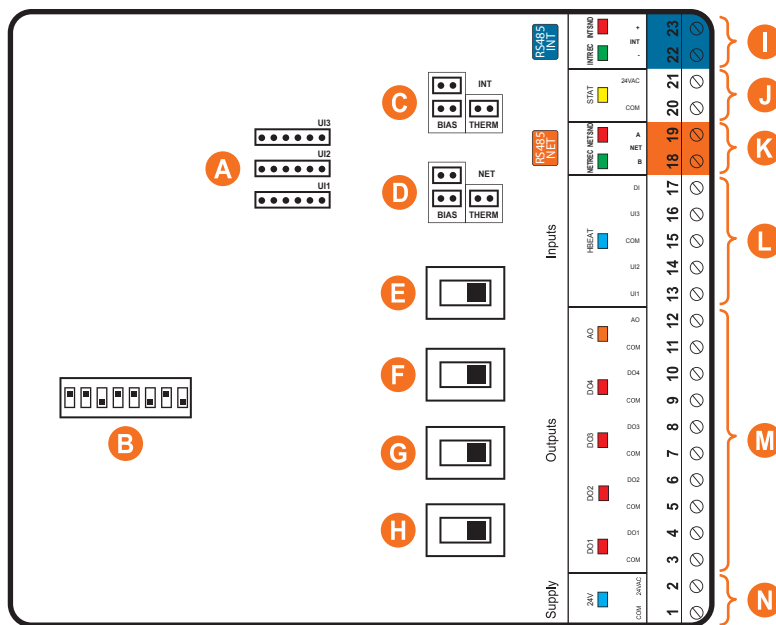 A
UI3
UI2
UI1
B
C
INT
BIAS
THERM
D
NET
BIAS
THERM
E
F
G
H
RS485
INT
RS485
NET
Inputs
Outputs
Supply
INTREC INTSND
STAT
NETREC NETSND
HBEAT
AO
DO4
DO3
DO2
DO1
24V
+
INT
-
24VAC
COM
A
NET
B
DI
UI3
COM
UI2
UI1
AO
COM
DO4
COM
DO3
COM
DO2
COM
DO1
COM
24VAC
COM
23
22
21
20
19
18
17
16
15
14
13
12
11
10
9
8
7
6
5
4
3
2
1
I
J
K
L
M
N